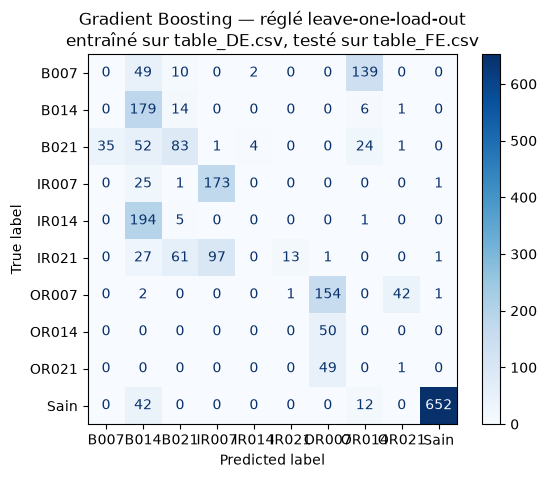 Gradient Boosting — réglé leave-one-load-out
entraîné sur table_DE.csv, testé sur table_FE.csv
B007 0 49 10 0 2 0 0 139 0 0
B014 0 179 14 0 0 0 0 6 1 0
B021 35 52 83 1 4 0 0 24 1 0
IR007 0 25 1 173 0 0 0 0 0 1
IR014 0 194 5 0 0 0 0 1 0 0
IR021 0 27 61 97 0 13 1 0 0 1
OR007 0 2 0 0 0 1 154 0 42 1
OR014 0 0 0 0 0 0 50 0 0 0
OR021 0 0 0 0 0 0 49 0 1 0
Sain 0 42 0 0 0 0 0 12 0 652
B007 B014 B021 IR007 IR014 IR021 OR007 OR014 OR021 Sain
Predicted label
True label
600
500
400
300
200
100
0